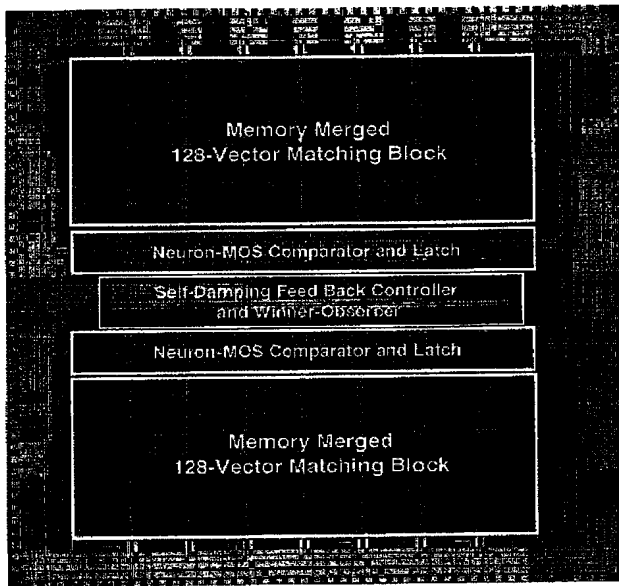 Memory Merged
128-Vector Matching Block
Neuron-MOS Comparator and Latch
Self-Damping Feed Back Controller
and Winner-Observer
Neuron-MOS Comparator and Latch
Memory Merged
128-Vector Matching Block